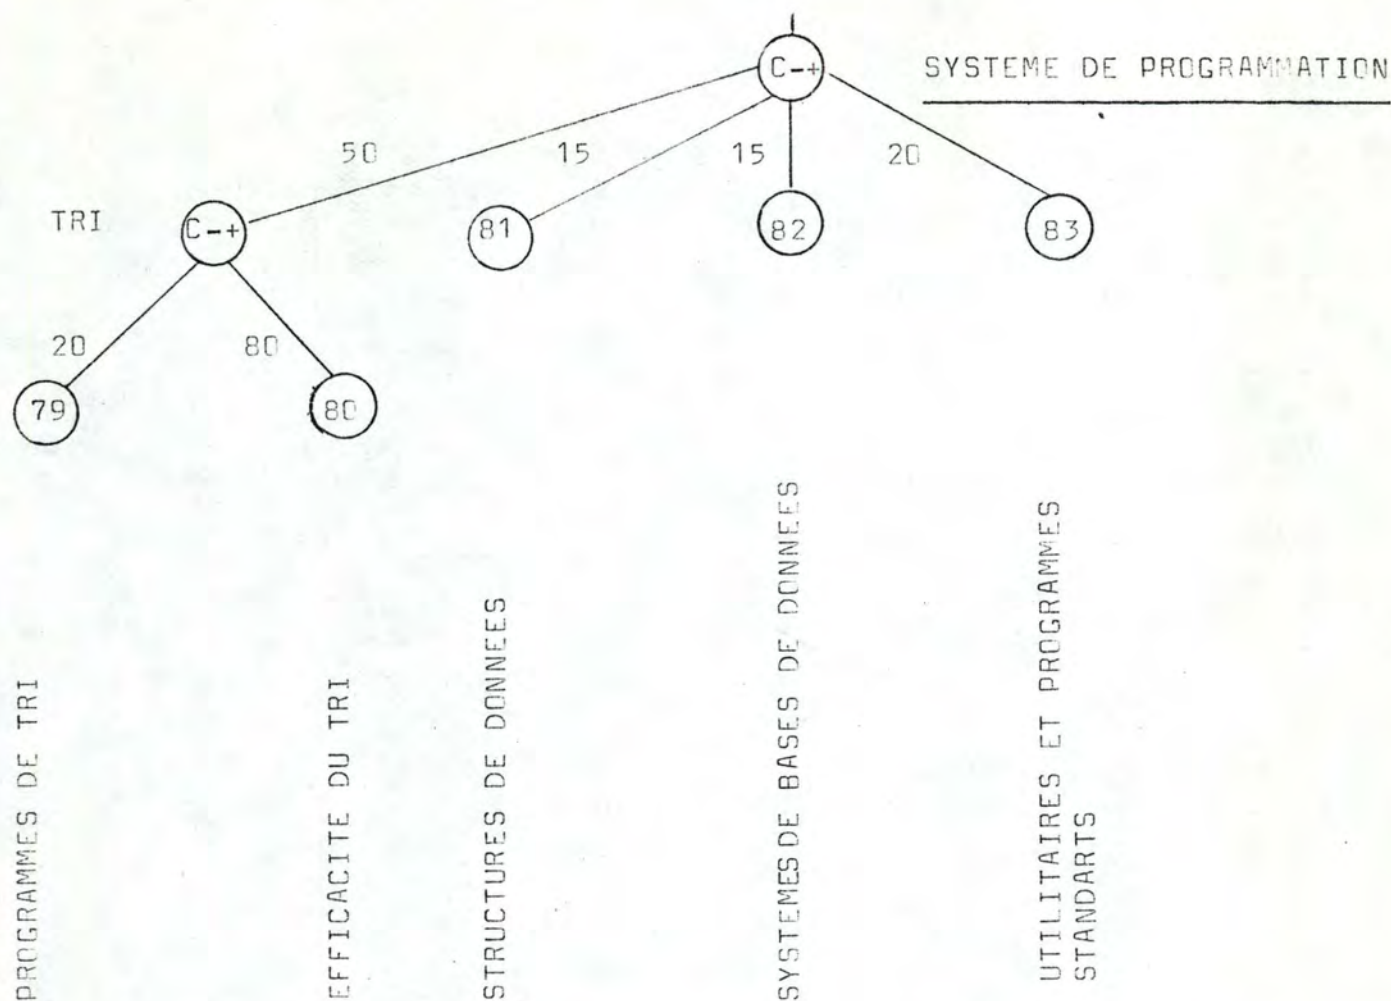 C-+
SYSTEME DE PROGRAMMATION
50
15
15
20
TRI
C-+
81
82
83
20
80
79
80
PROGRAMMES DE TRI
EFFICACITE DU TRI
STRUCTURES DE DONNEES
SYSTEMES DE BASES DE DONNEES
UTILITAIRES ET PROGRAMMES
STANDARTS